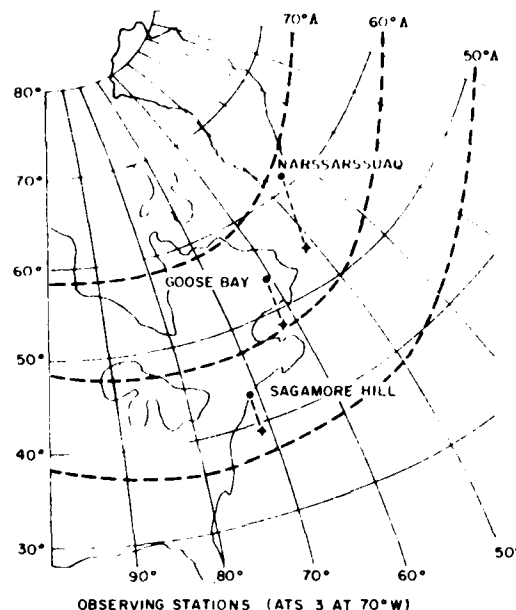 70°A
60°A
50°A
80°
NARSSARSSUAQ
70°
60°
GOOSE BAY
50°
SAGAMORE HILL
40°
30°
90°
80°
70°
60°
50°
OBSERVING STATIONS (ATS 3 AT 70°W)